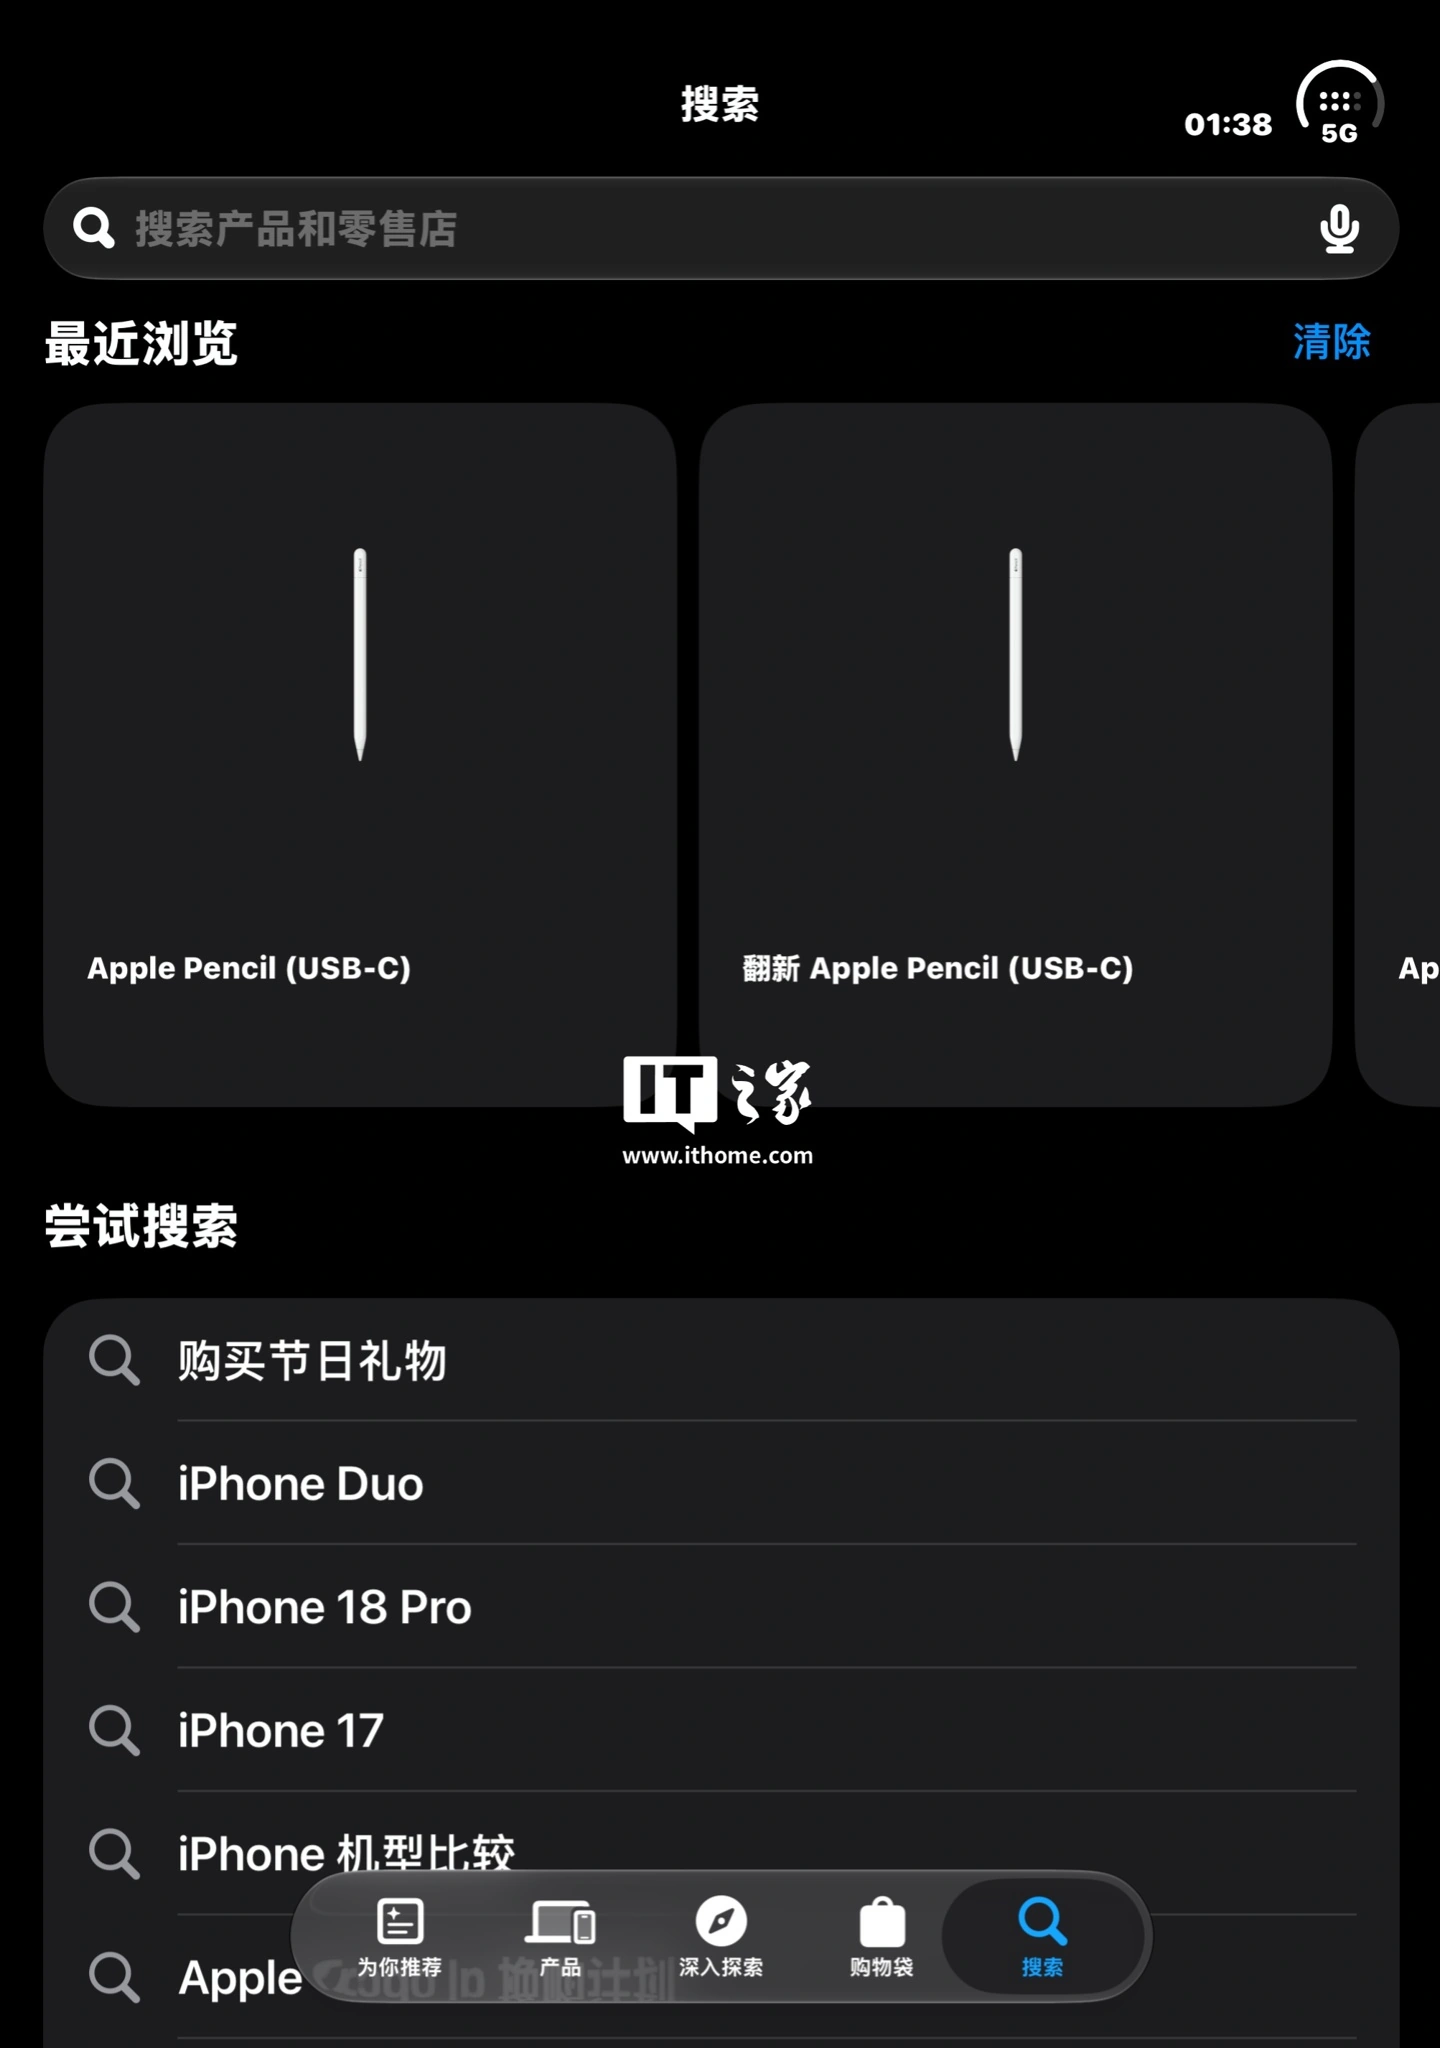 搜索
01:38
5G
搜索产品和零售店
最近浏览
清除
Apple Pencil (USB-C)
翻新 Apple Pencil (USB-C)
Ap
IT之家
www.ithome.com
尝试搜索
购买节日礼物
iPhone Duo
iPhone 18 Pro
iPhone 17
iPhone 机型比较
Apple
为你推荐
产品
深入探索
购物袋
搜索